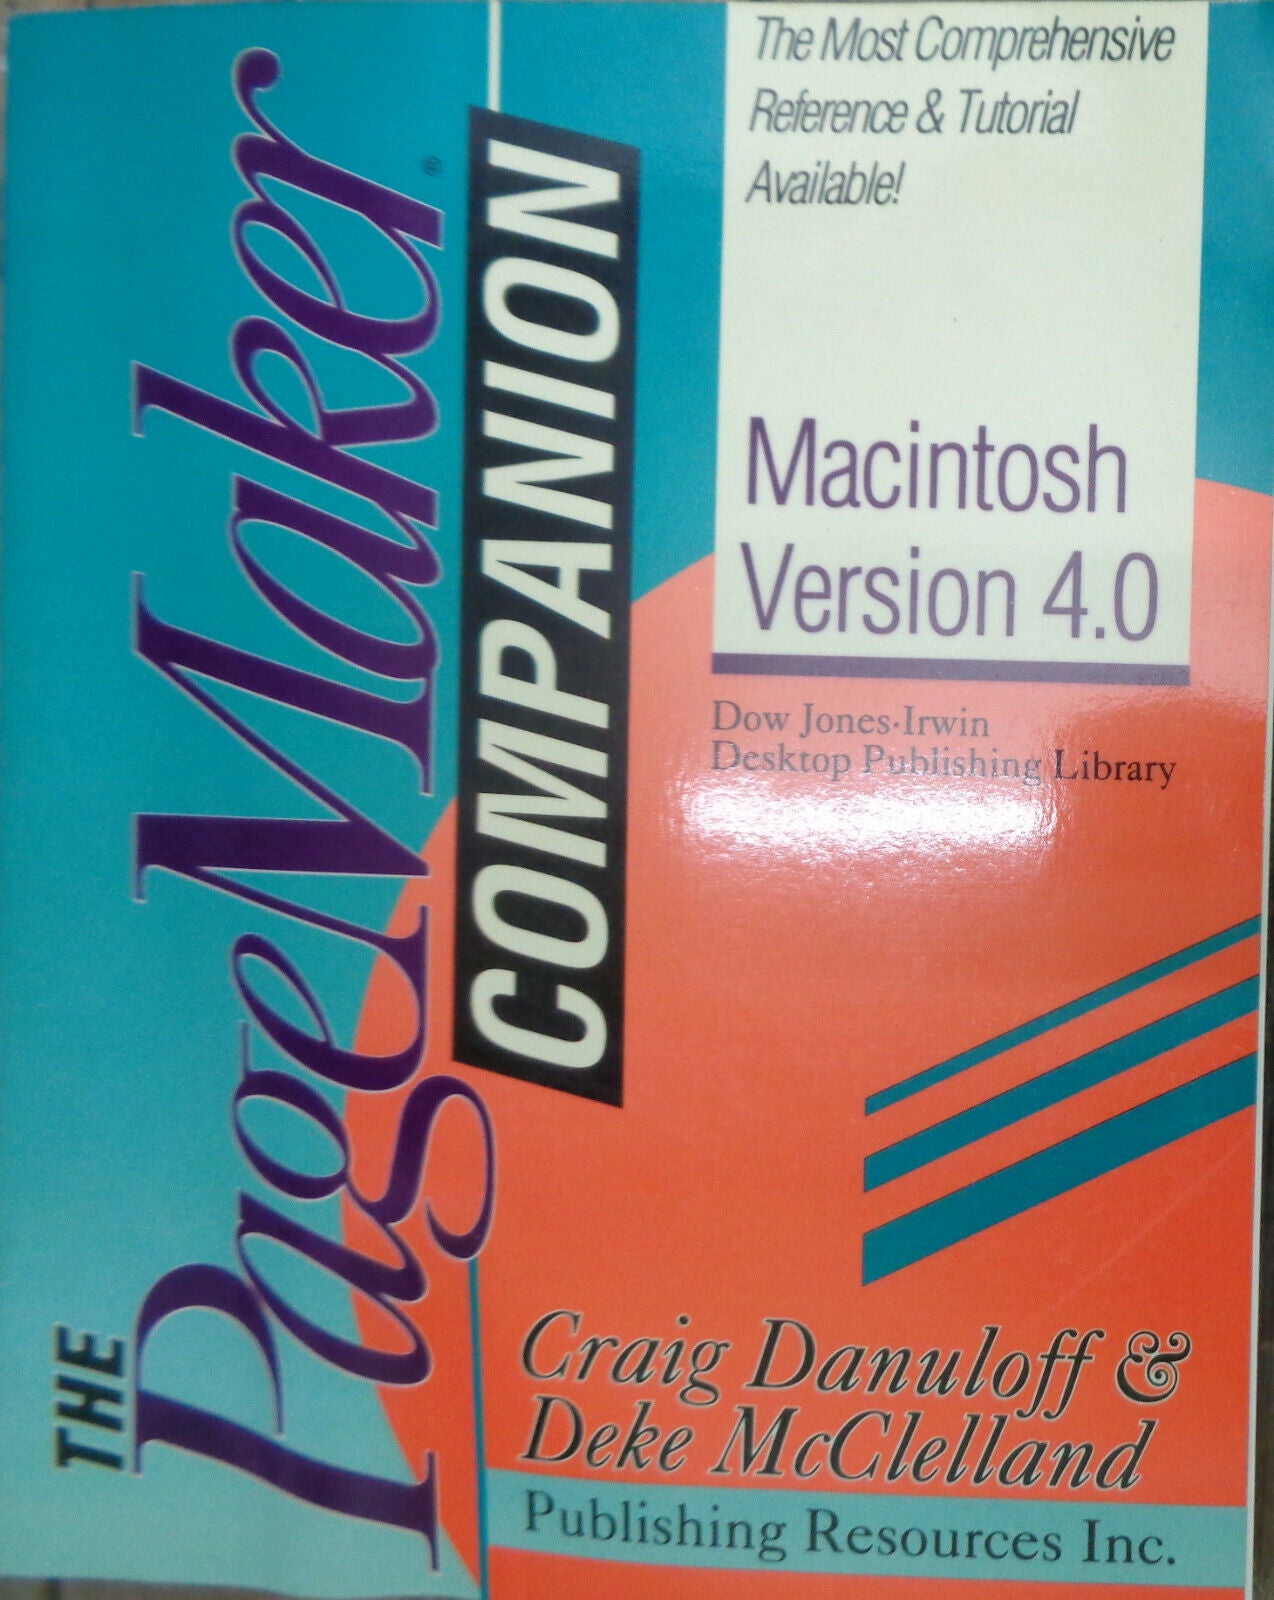 THE
PageMaker®
COMPANION
The Most Comprehensive
Reference & Tutorial
Available!
Macintosh
Version 4.0
Dow Jones-Irwin
Desktop Publishing Library
Craig Danuloff &
Deke McClelland
Publishing Resources Inc.